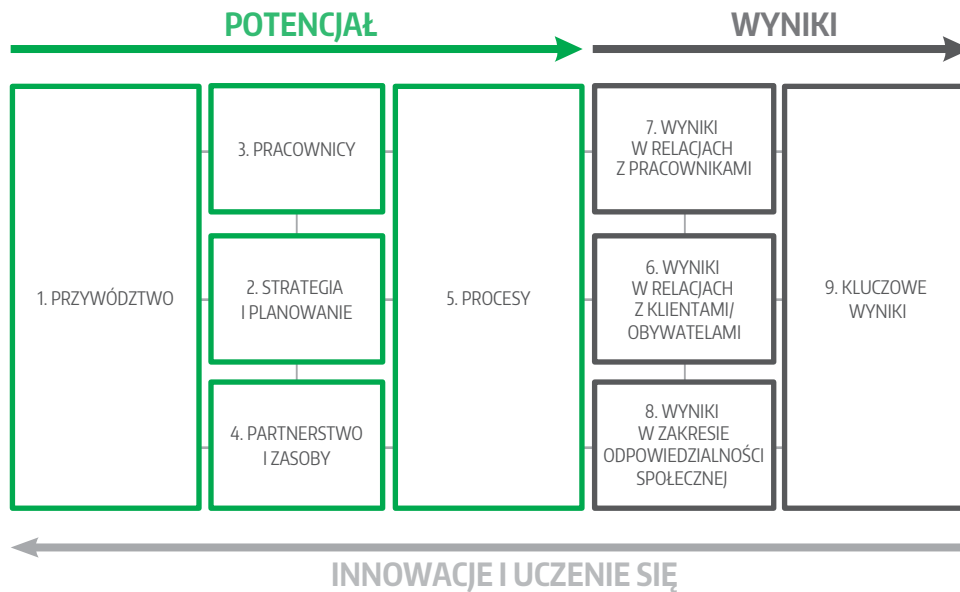 POTENCJAŁ
WYNIKI
1. PRZYWÓDZTWO
3. PRACOWNICY
2. STRATEGIA
I PLANOWANIE
4. PARTNERSTWO
I ZASOBY
5. PROCESY
7. WYNIKI
W RELACJACH
Z PRACOWNIKAMI
6. WYNIKI
W RELACJACH
Z KLIENTAMI/
OBYWATELAMI
8. WYNIKI
W ZAKRESIE
ODPOWIEDZIALNOŚCI
SPOŁECZNEJ
9. KLUCZOWE
WYNIKI
INNOWACJE I UCZENIE SIĘ